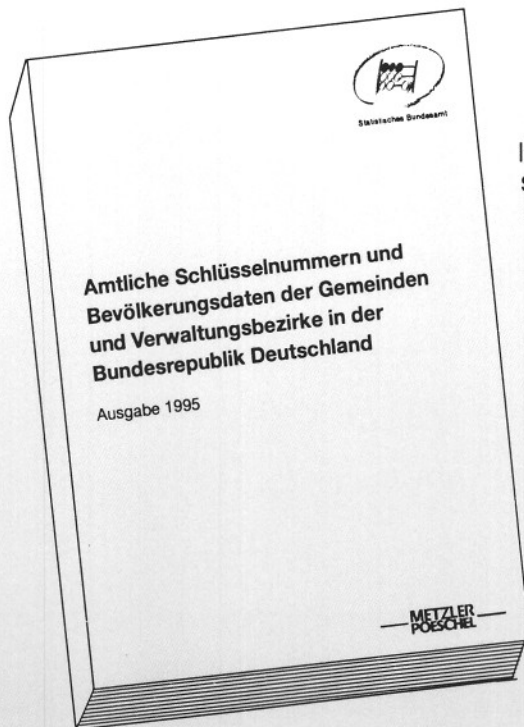 Statistisches Bundesamt
Amtliche Schlüsselnummern und
Bevölkerungsdaten der Gemeinden
und Verwaltungsbezirke in der
Bundesrepublik Deutschland
Ausgabe 1995
METZLER
POESCHEL